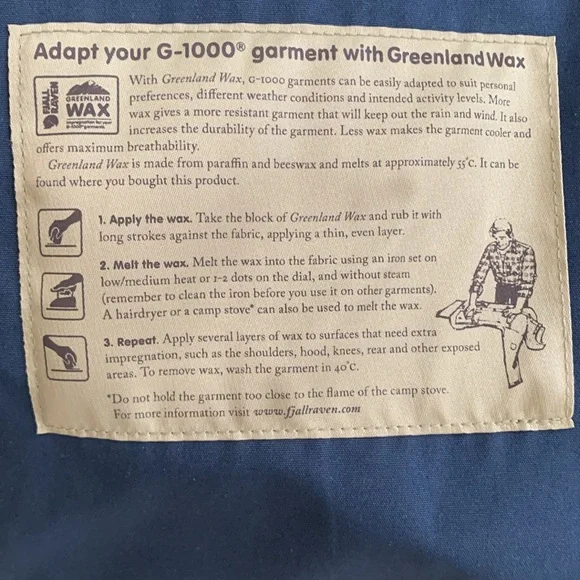 Adapt your G-1000® garment with Greenland Wax
FJÄLL
RÄVEN
GREENLAND
WAX
impregnation for your
G-1000®-garments
With Greenland Wax, G-1000 garments can be easily adapted to suit personal
preferences, different weather conditions and intended activity levels. More
wax gives a more resistant garment that will keep out the rain and wind. It also
increases the durability of the garment. Less wax makes the garment cooler and
offers maximum breathability.
Greenland Wax is made from paraffin and beeswax and melts at approximately 55°C. It can be
found where you bought this product.
1. Apply the wax. Take the block of Greenland Wax and rub it with
long strokes against the fabric, applying a thin, even layer.
2. Melt the wax. Melt the wax into the fabric using an iron set on
low/medium heat or 1-2 dots on the dial, and without steam
(remember to clean the iron before you use it on other garments).
A hairdryer or a camp stove* can also be used to melt the wax.
3. Repeat. Apply several layers of wax to surfaces that need extra
impregnation, such as the shoulders, hood, knees, rear and other exposed
areas. To remove wax, wash the garment in 40°C.
*Do not hold the garment too close to the flame of the camp stove.
For more information visit www.fjallraven.com